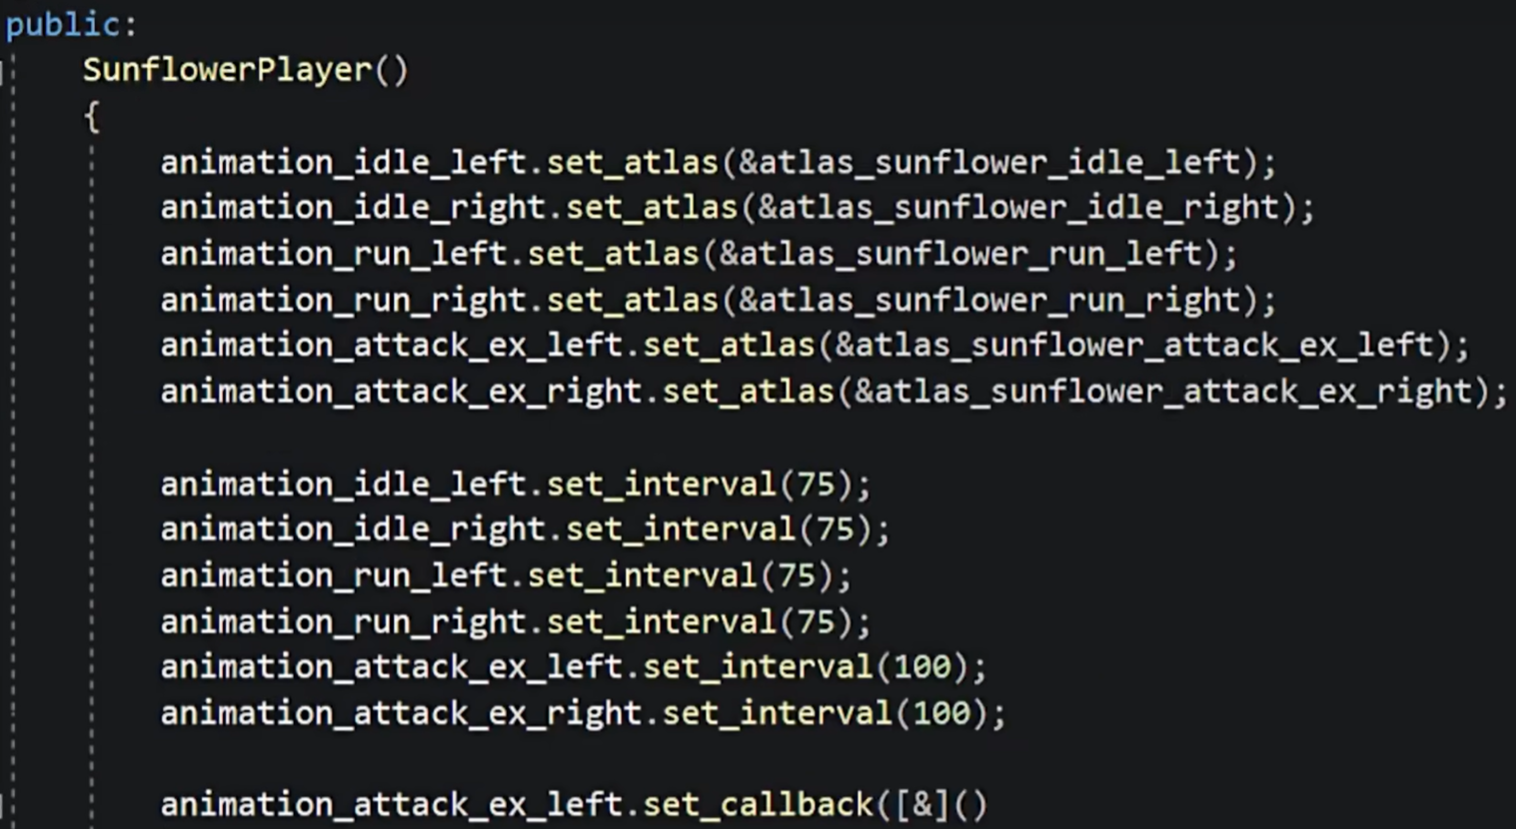 public:
SunflowerPlayer()
{
animation_idle_left.set_atlas(&atlas_sunflower_idle_left);
animation_idle_right.set_atlas(&atlas_sunflower_idle_right);
animation_run_left.set_atlas(&atlas_sunflower_run_left);
animation_run_right.set_atlas(&atlas_sunflower_run_right);
animation_attack_ex_left.set_atlas(&atlas_sunflower_attack_ex_left);
animation_attack_ex_right.set_atlas(&atlas_sunflower_attack_ex_right);
animation_idle_left.set_interval(75);
animation_idle_right.set_interval(75);
animation_run_left.set_interval(75);
animation_run_right.set_interval(75);
animation_attack_ex_left.set_interval(100);
animation_attack_ex_right.set_interval(100);
animation_attack_ex_left.set_callback([&]()